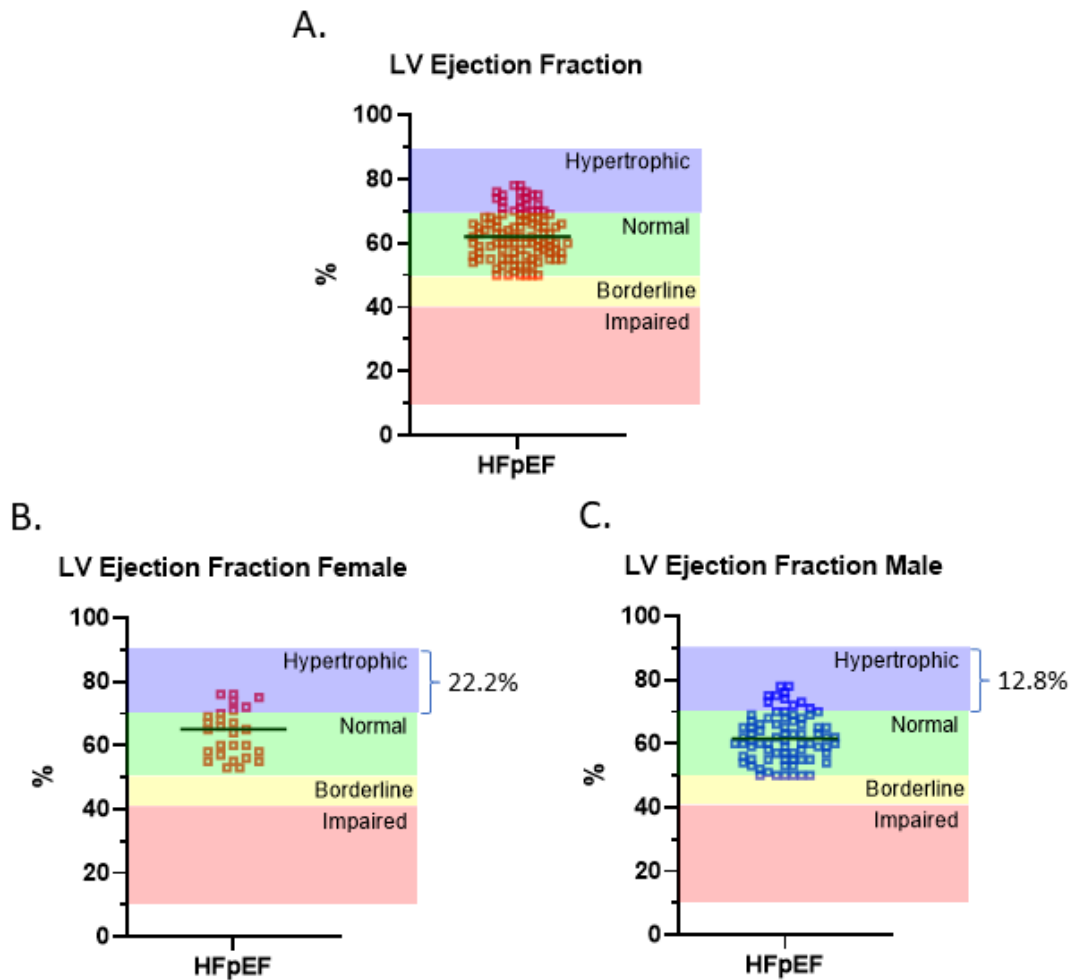 A.
LV Ejection Fraction
100
80
60
40
20
0
%
Hypertrophic
Normal
Borderline
Impaired
HFpEF
B.
LV Ejection Fraction Female
100
80
60
40
20
0
%
Hypertrophic
Normal
Borderline
Impaired
22.2%
HFpEF
C.
LV Ejection Fraction Male
100
80
60
40
20
0
%
Hypertrophic
Normal
Borderline
Impaired
12.8%
HFpEF